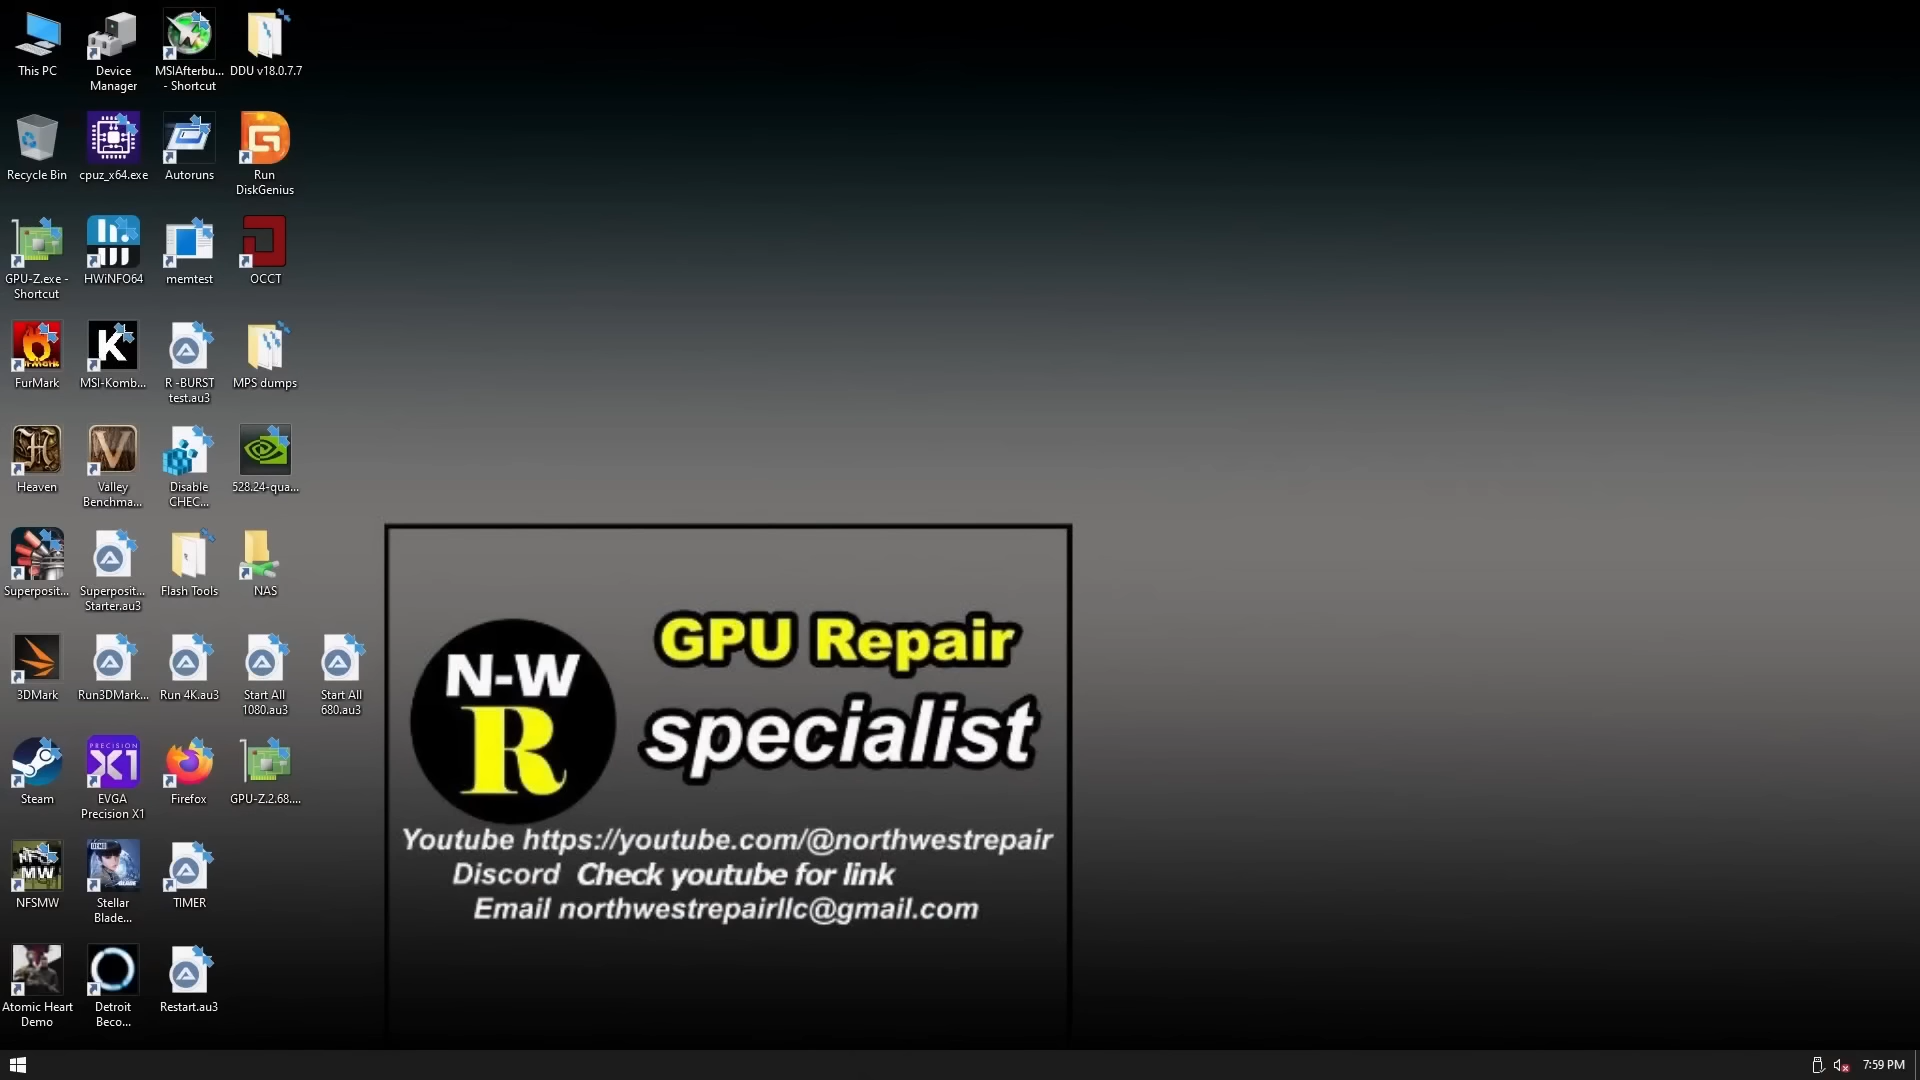 This PC
Device
Manager
MSIAfterbu...
- Shortcut
DDU v18.0.7.7
Recycle Bin
cpuz_x64.exe
Autoruns
Run
DiskGenius
GPU-Z.exe -
Shortcut
HWiNFO64
memtest
OCCT
FurMark
MSI-Komb...
R -BURST
test.au3
MPS dumps
Heaven
Valley
Benchma...
Disable
CHEC...
528.24-qua...
Superposit...
Superposit...
Starter.au3
Flash Tools
NAS
3DMark
Run3DMark...
Run 4K.au3
Start All
1080.au3
Start All
680.au3
Steam
PRECISION
X1
EVGA
Precision X1
Firefox
GPU-Z.2.68....
NFSMW
Stellar
Blade...
TIMER
Atomic Heart
Demo
Detroit
Beco...
Restart.au3
N-W
R
GPU Repair
specialist
Youtube https://youtube.com/@northwestrepair
Discord Check youtube for link
Email northwestrepairllc@gmail.com
7:59 PM